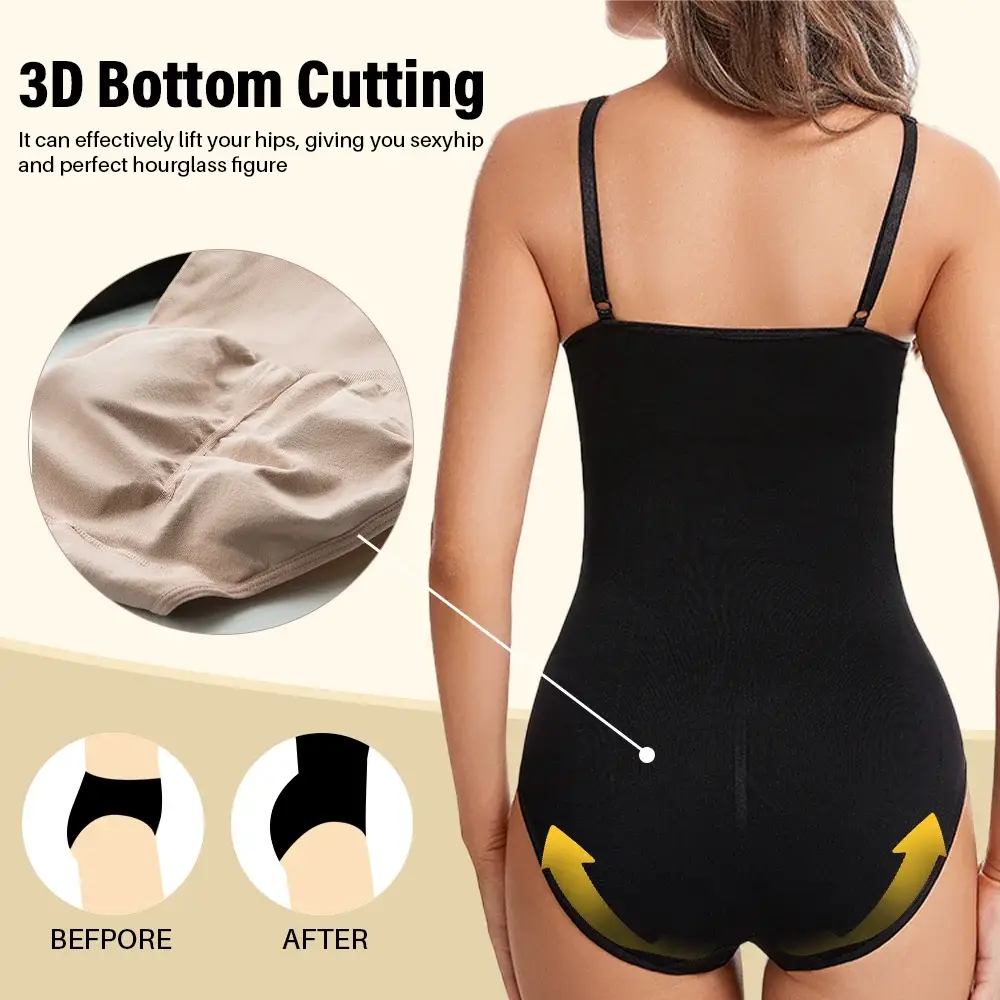 3D Bottom Cutting
It can effectively lift your hips, giving you sexyhip
and perfect hourglass figure
BEFPORE
AFTER